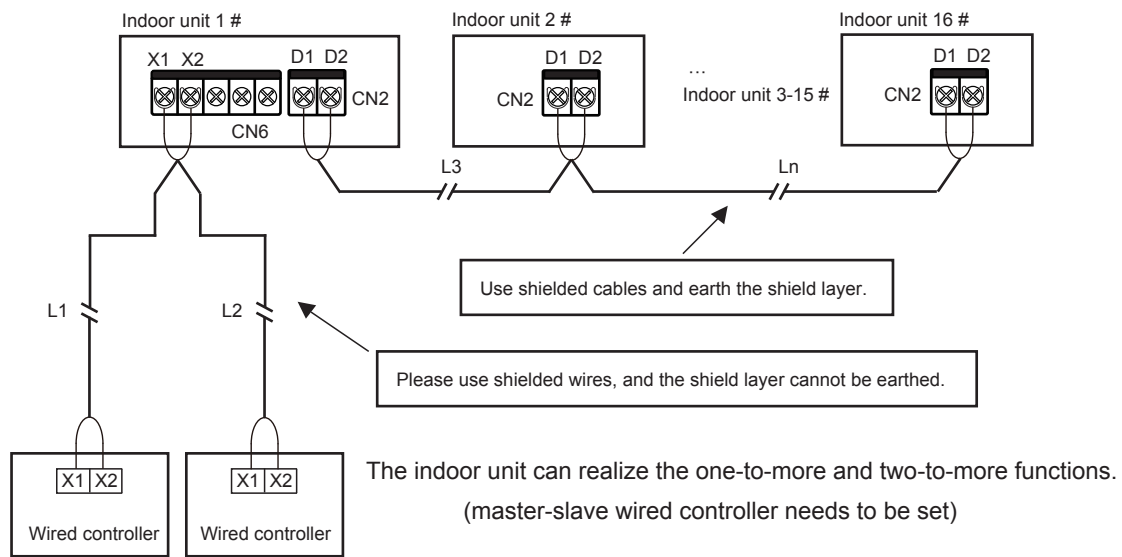 Indoor unit 1 #
Indoor unit 2 #
Indoor unit 16 #
X1 X2
D1 D2
CN2
CN6
D1 D2
CN2
...
Indoor unit 3-15 #
D1 D2
CN2
L3
Ln
Use shielded cables and earth the shield layer.
L1
L2
Please use shielded wires, and the shield layer cannot be earthed.
X1 X2
Wired controller
X1 X2
Wired controller
The indoor unit can realize the one-to-more and two-to-more functions.
(master-slave wired controller needs to be set)